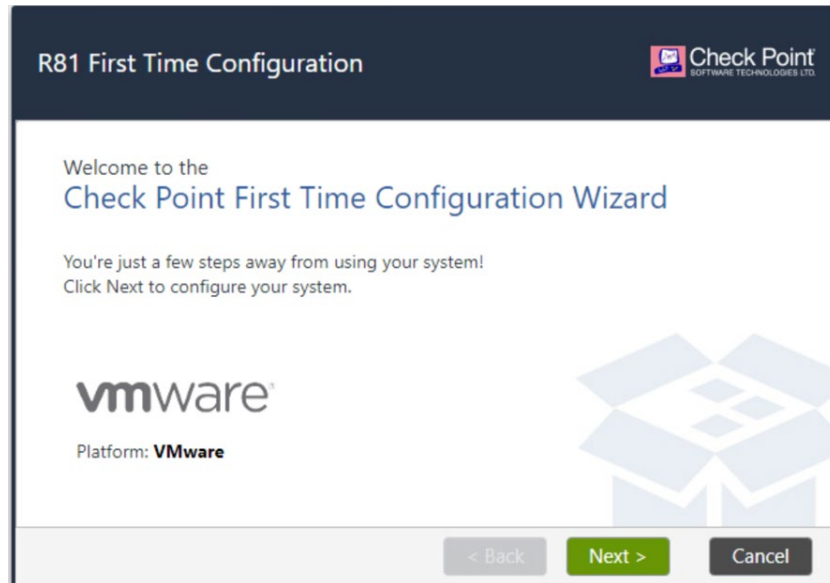 R81 First Time Configuration
Check Point
SOFTWARE TECHNOLOGIES LTD.
Welcome to the
Check Point First Time Configuration Wizard
You're just a few steps away from using your system!
Click Next to configure your system.
vmware
Platform: VMware
< Back Next > Cancel